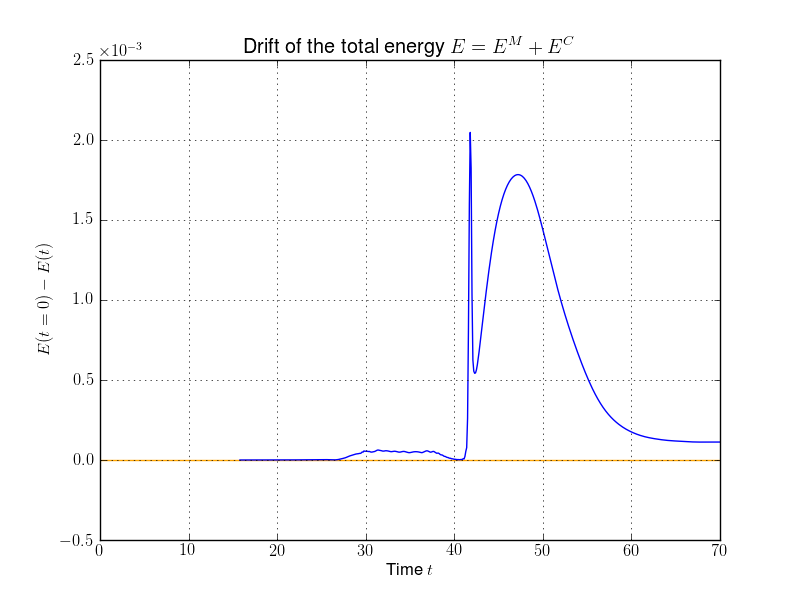 Drift of the total energy $E = E^M + E^C$
×10⁻³
2.5
2.0
1.5
1.0
0.5
0.0
−0.5
E(t = 0) − E(t)
0 10 20 30 40 50 60 70
Time t